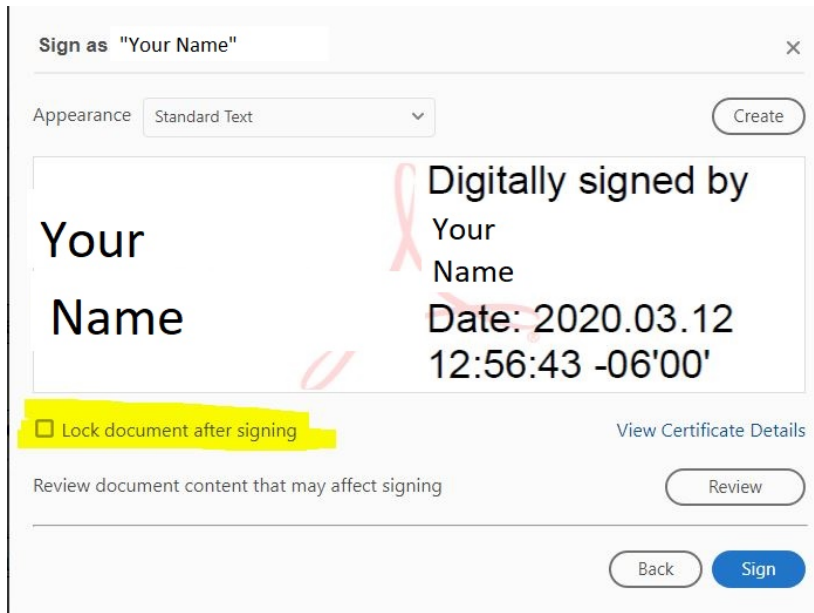 Sign as "Your Name"
Appearance Standard Text Create
Your
Name
Digitally signed by
Your
Name
Date: 2020.03.12
12:56:43 -06'00'
Lock document after signing View Certificate Details
Review document content that may affect signing Review
Back Sign